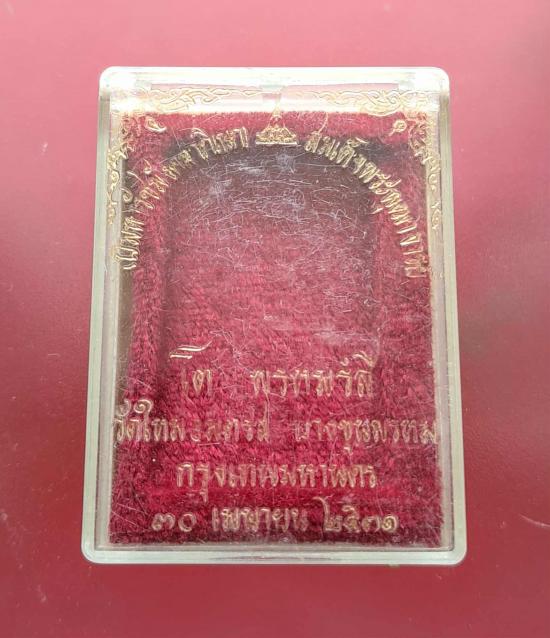 สมเด็จพระพุฒาจารย์
โต พรหมรังสี
วัดใหม่อมตรส บางขุนพรหม
กรุงเทพมหานคร
๓๐ เมษายน ๒๕๓๑